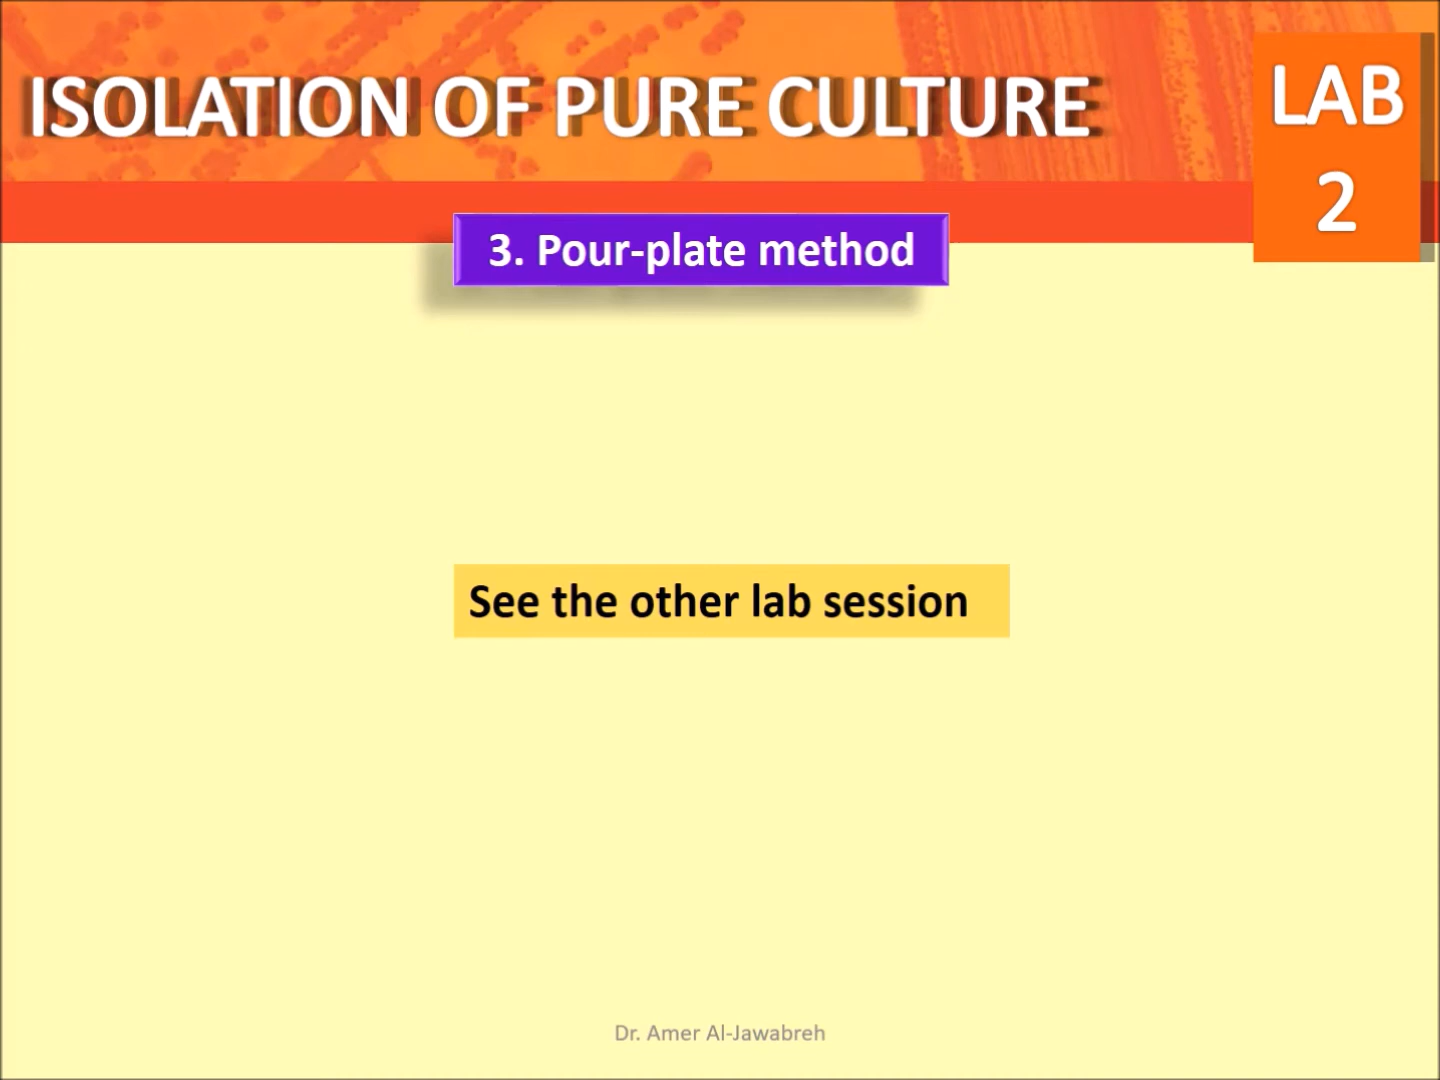 ISOLATION OF PURE CULTURE
LAB
2
3. Pour-plate method
See the other lab session
Dr. Amer Al-Jawabreh